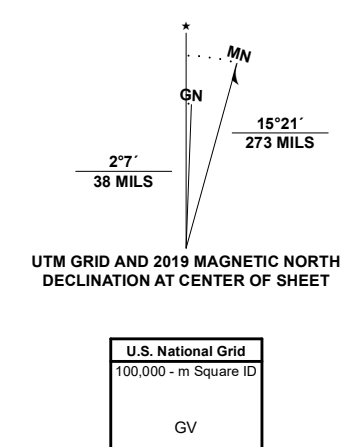 ★
MN
GN
15°21´
273 MILS
2°7´
38 MILS
UTM GRID AND 2019 MAGNETIC NORTH
DECLINATION AT CENTER OF SHEET
U.S. National Grid
100,000 - m Square ID
GV